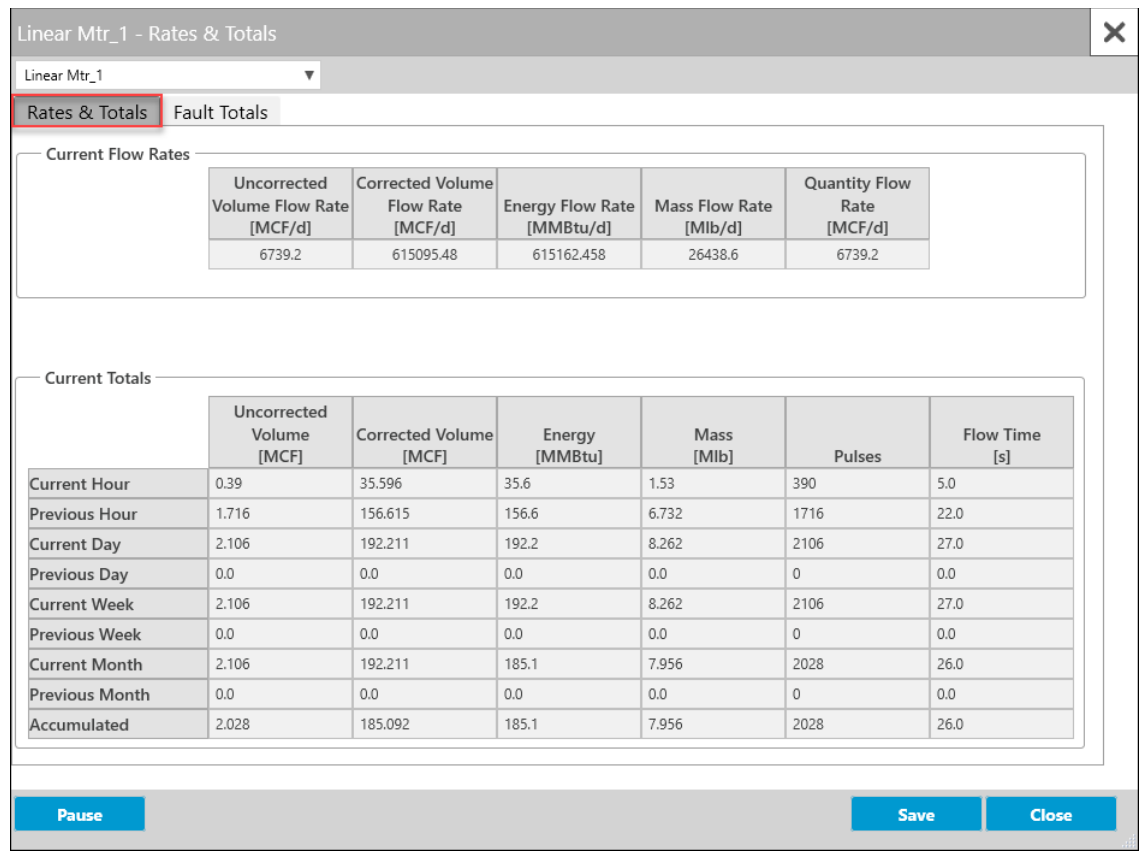 Linear Mtr_1 - Rates & Totals
Linear Mtr_1
Rates & Totals Fault Totals
Current Flow Rates
Uncorrected Volume Flow Rate [MCF/d] Corrected Volume Flow Rate [MCF/d] Energy Flow Rate [MMBtu/d] Mass Flow Rate [Mlb/d] Quantity Flow Rate [MCF/d]
6739.2 615095.48 615162.458 26438.6 6739.2
Current Totals
Uncorrected Volume [MCF] Corrected Volume [MCF] Energy [MMBtu] Mass [Mlb] Pulses Flow Time [s]
Current Hour 0.39 35.596 35.6 1.53 390 5.0
Previous Hour 1.716 156.615 156.6 6.732 1716 22.0
Current Day 2.106 192.211 192.2 8.262 2106 27.0
Previous Day 0.0 0.0 0.0 0.0 0 0.0
Current Week 2.106 192.211 192.2 8.262 2106 27.0
Previous Week 0.0 0.0 0.0 0.0 0 0.0
Current Month 2.106 192.211 185.1 7.956 2028 26.0
Previous Month 0.0 0.0 0.0 0.0 0 0.0
Accumulated 2.028 185.092 185.1 7.956 2028 26.0
Pause Save Close